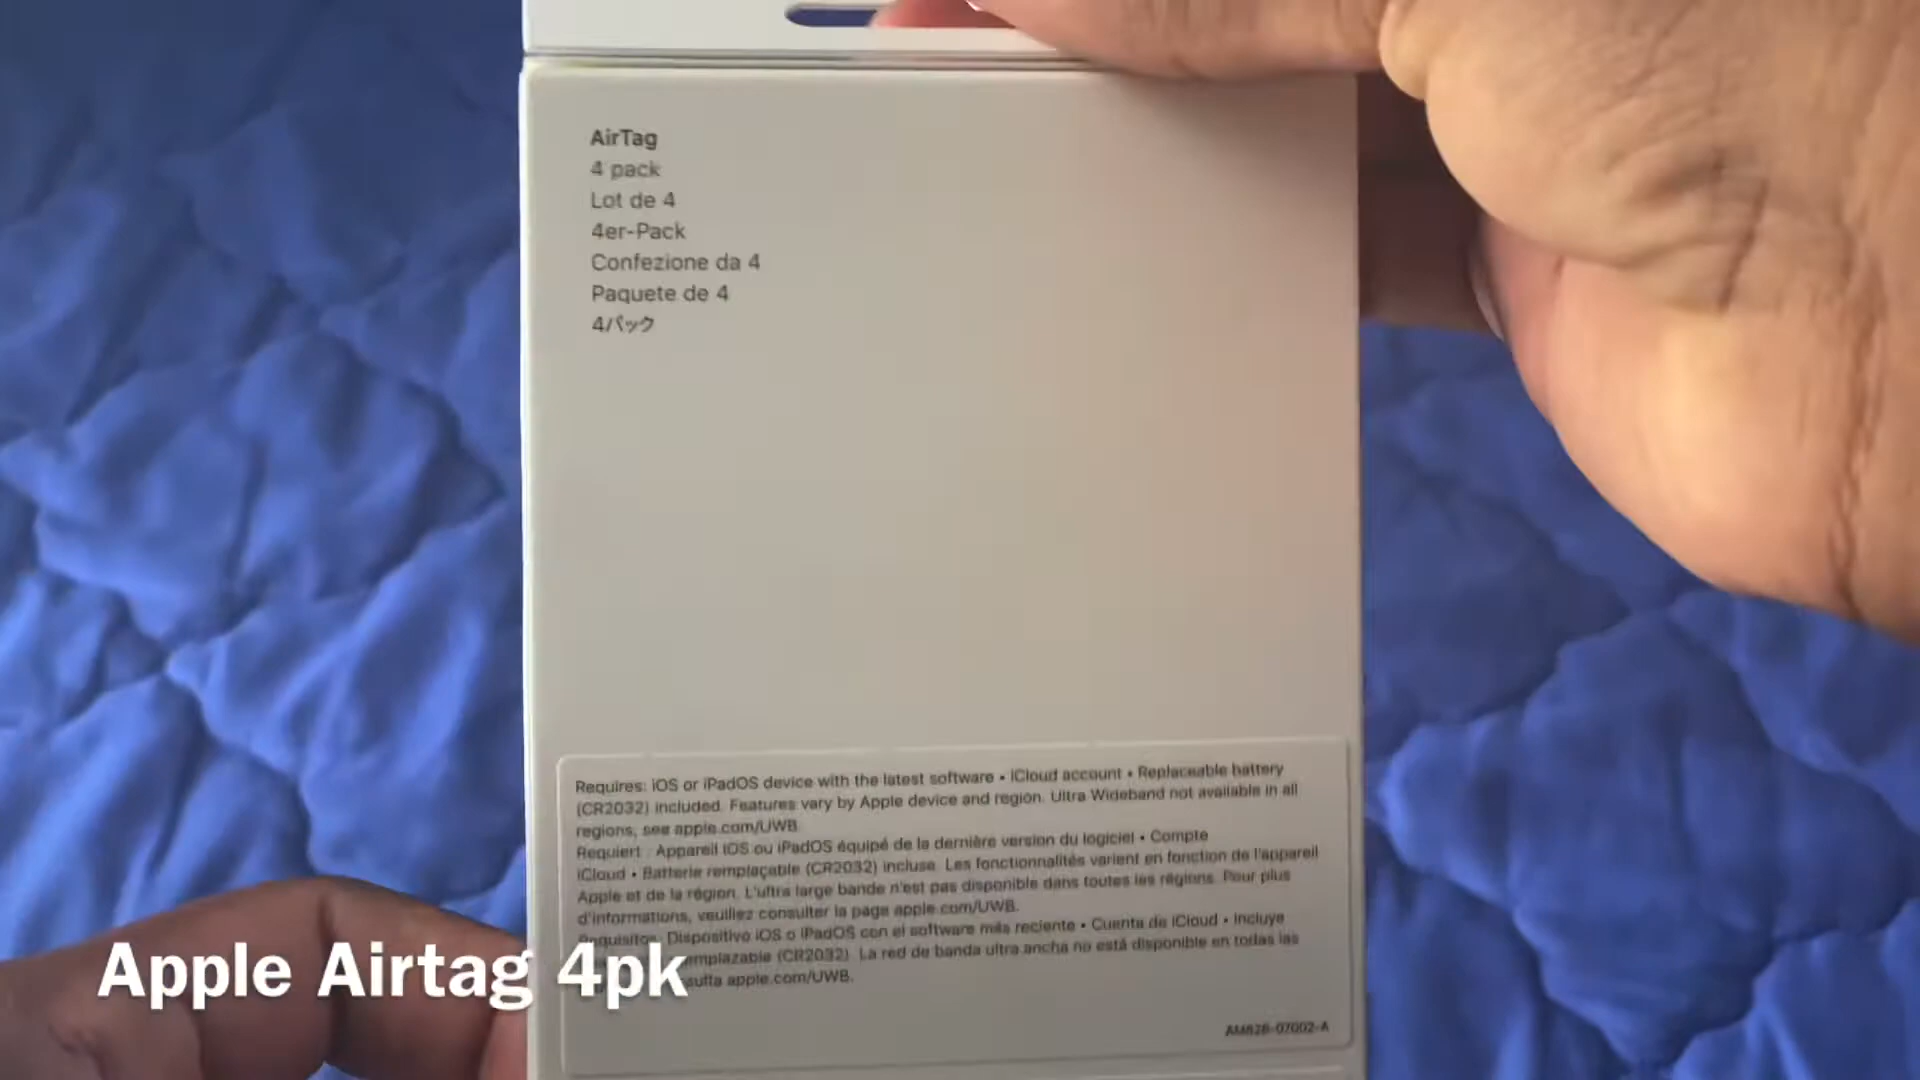 AirTag
4 pack
Lot de 4
4er-Pack
Confezione da 4
Paquete de 4
4パック
Requires: iOS or iPadOS device with the latest software • iCloud account • Replaceable battery
(CR2032) included. Features vary by Apple device and region. Ultra Wideband not available in all
regions, see apple.com/UWB.
Requiert : Appareil iOS ou iPadOS équipé de la dernière version du logiciel • Compte
iCloud • Batterie remplaçable (CR2032) incluse. Les fonctionnalités varient en fonction de l'appareil
Apple et de la région. L'ultra large bande n'est pas disponible dans toutes les régions. Pour plus
d'informations, veuillez consulter la page apple.com/UWB.
Requisitos: Dispositivo iOS o iPadOS con el software más reciente • Cuenta de iCloud • Incluye
emplazable (CR2032). La red de banda ultra ancha no está disponible en todas las
sulta apple.com/UWB.
Apple Airtag 4pk